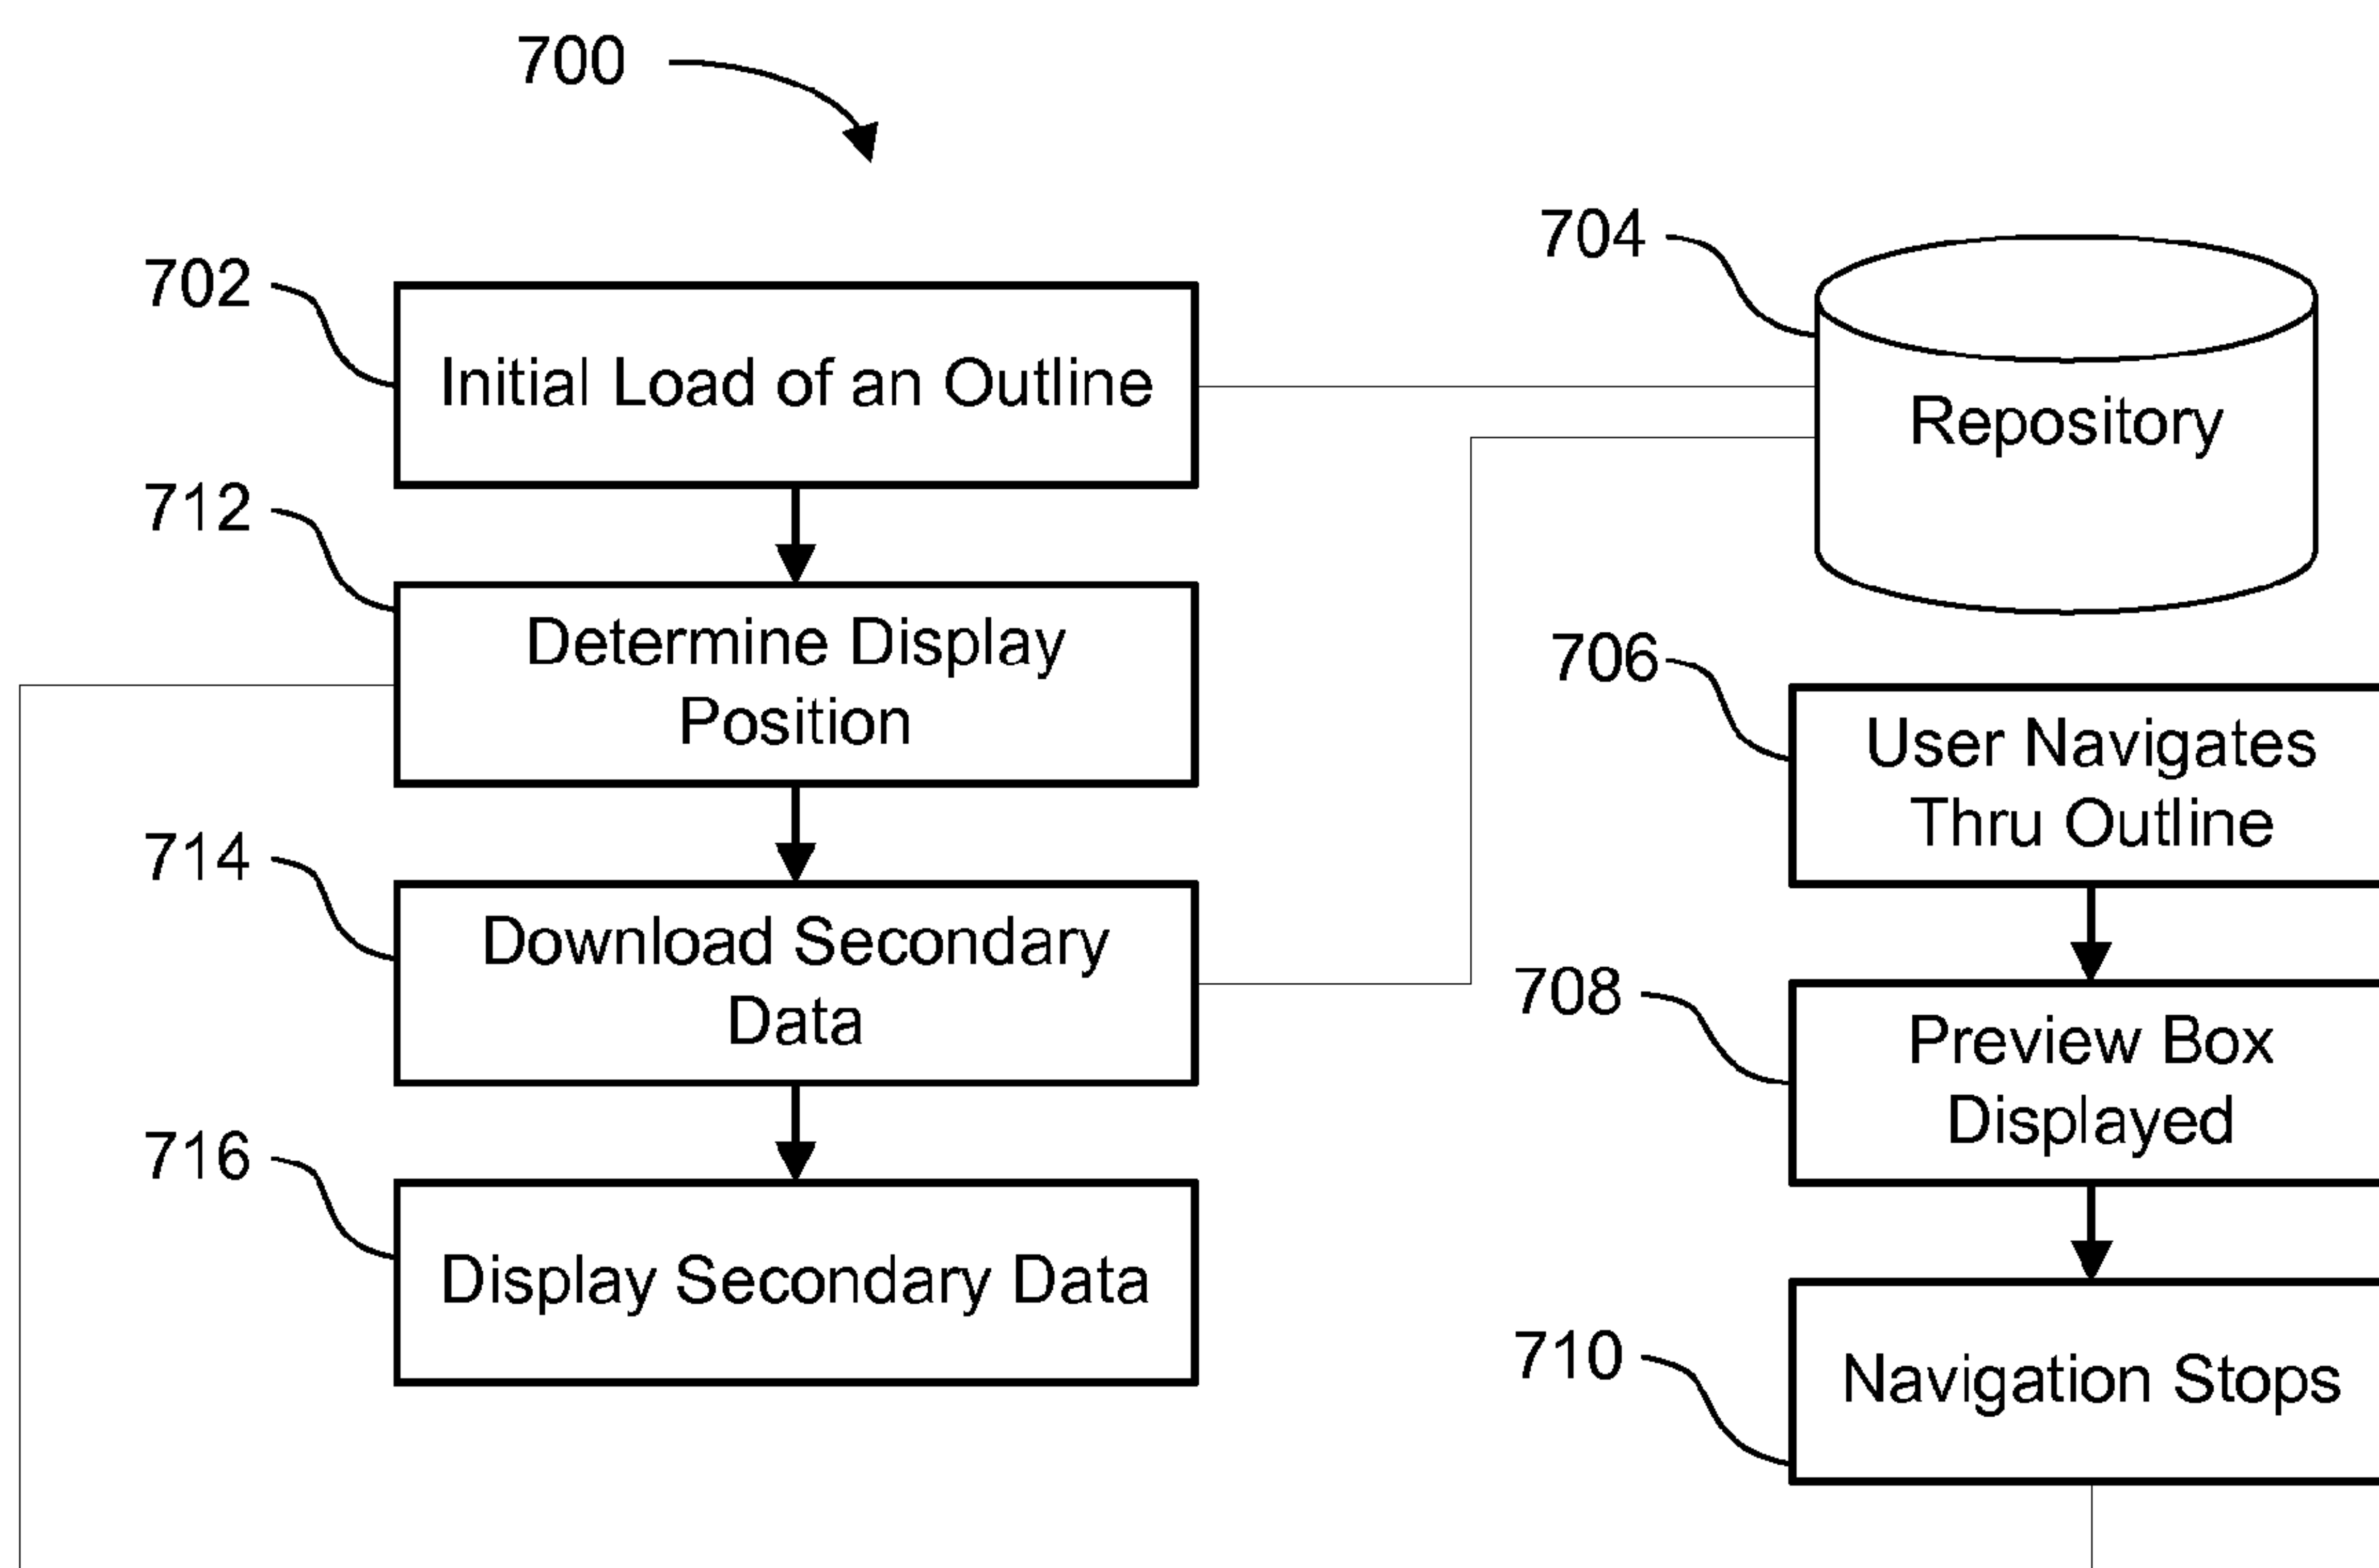 700
702
Initial Load of an Outline
712
Determine Display
Position
714
Download Secondary
Data
716
Display Secondary Data
704
Repository
706
User Navigates
Thru Outline
708
Preview Box
Displayed
710
Navigation Stops